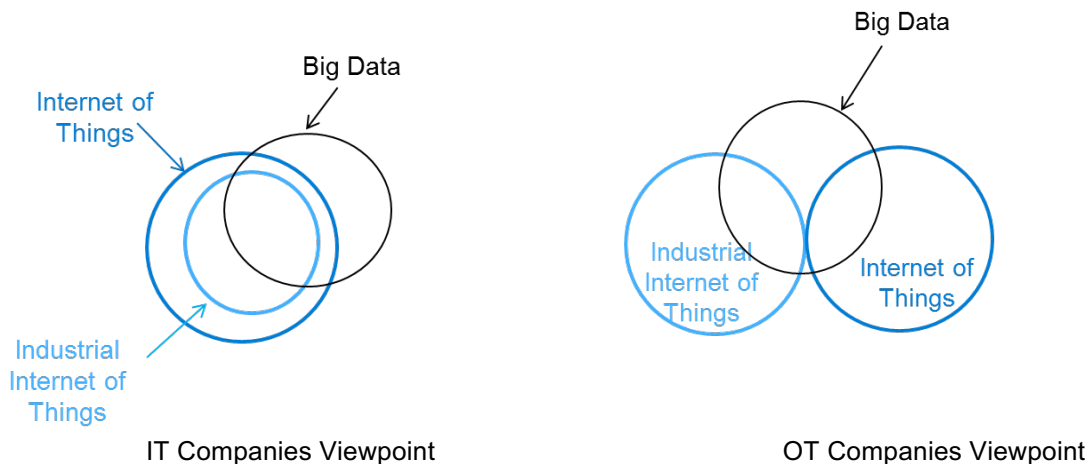 Big Data
Internet of
Things
Industrial
Internet of
Things
IT Companies Viewpoint
Big Data
Industrial
Internet of
Things
Internet of
Things
OT Companies Viewpoint